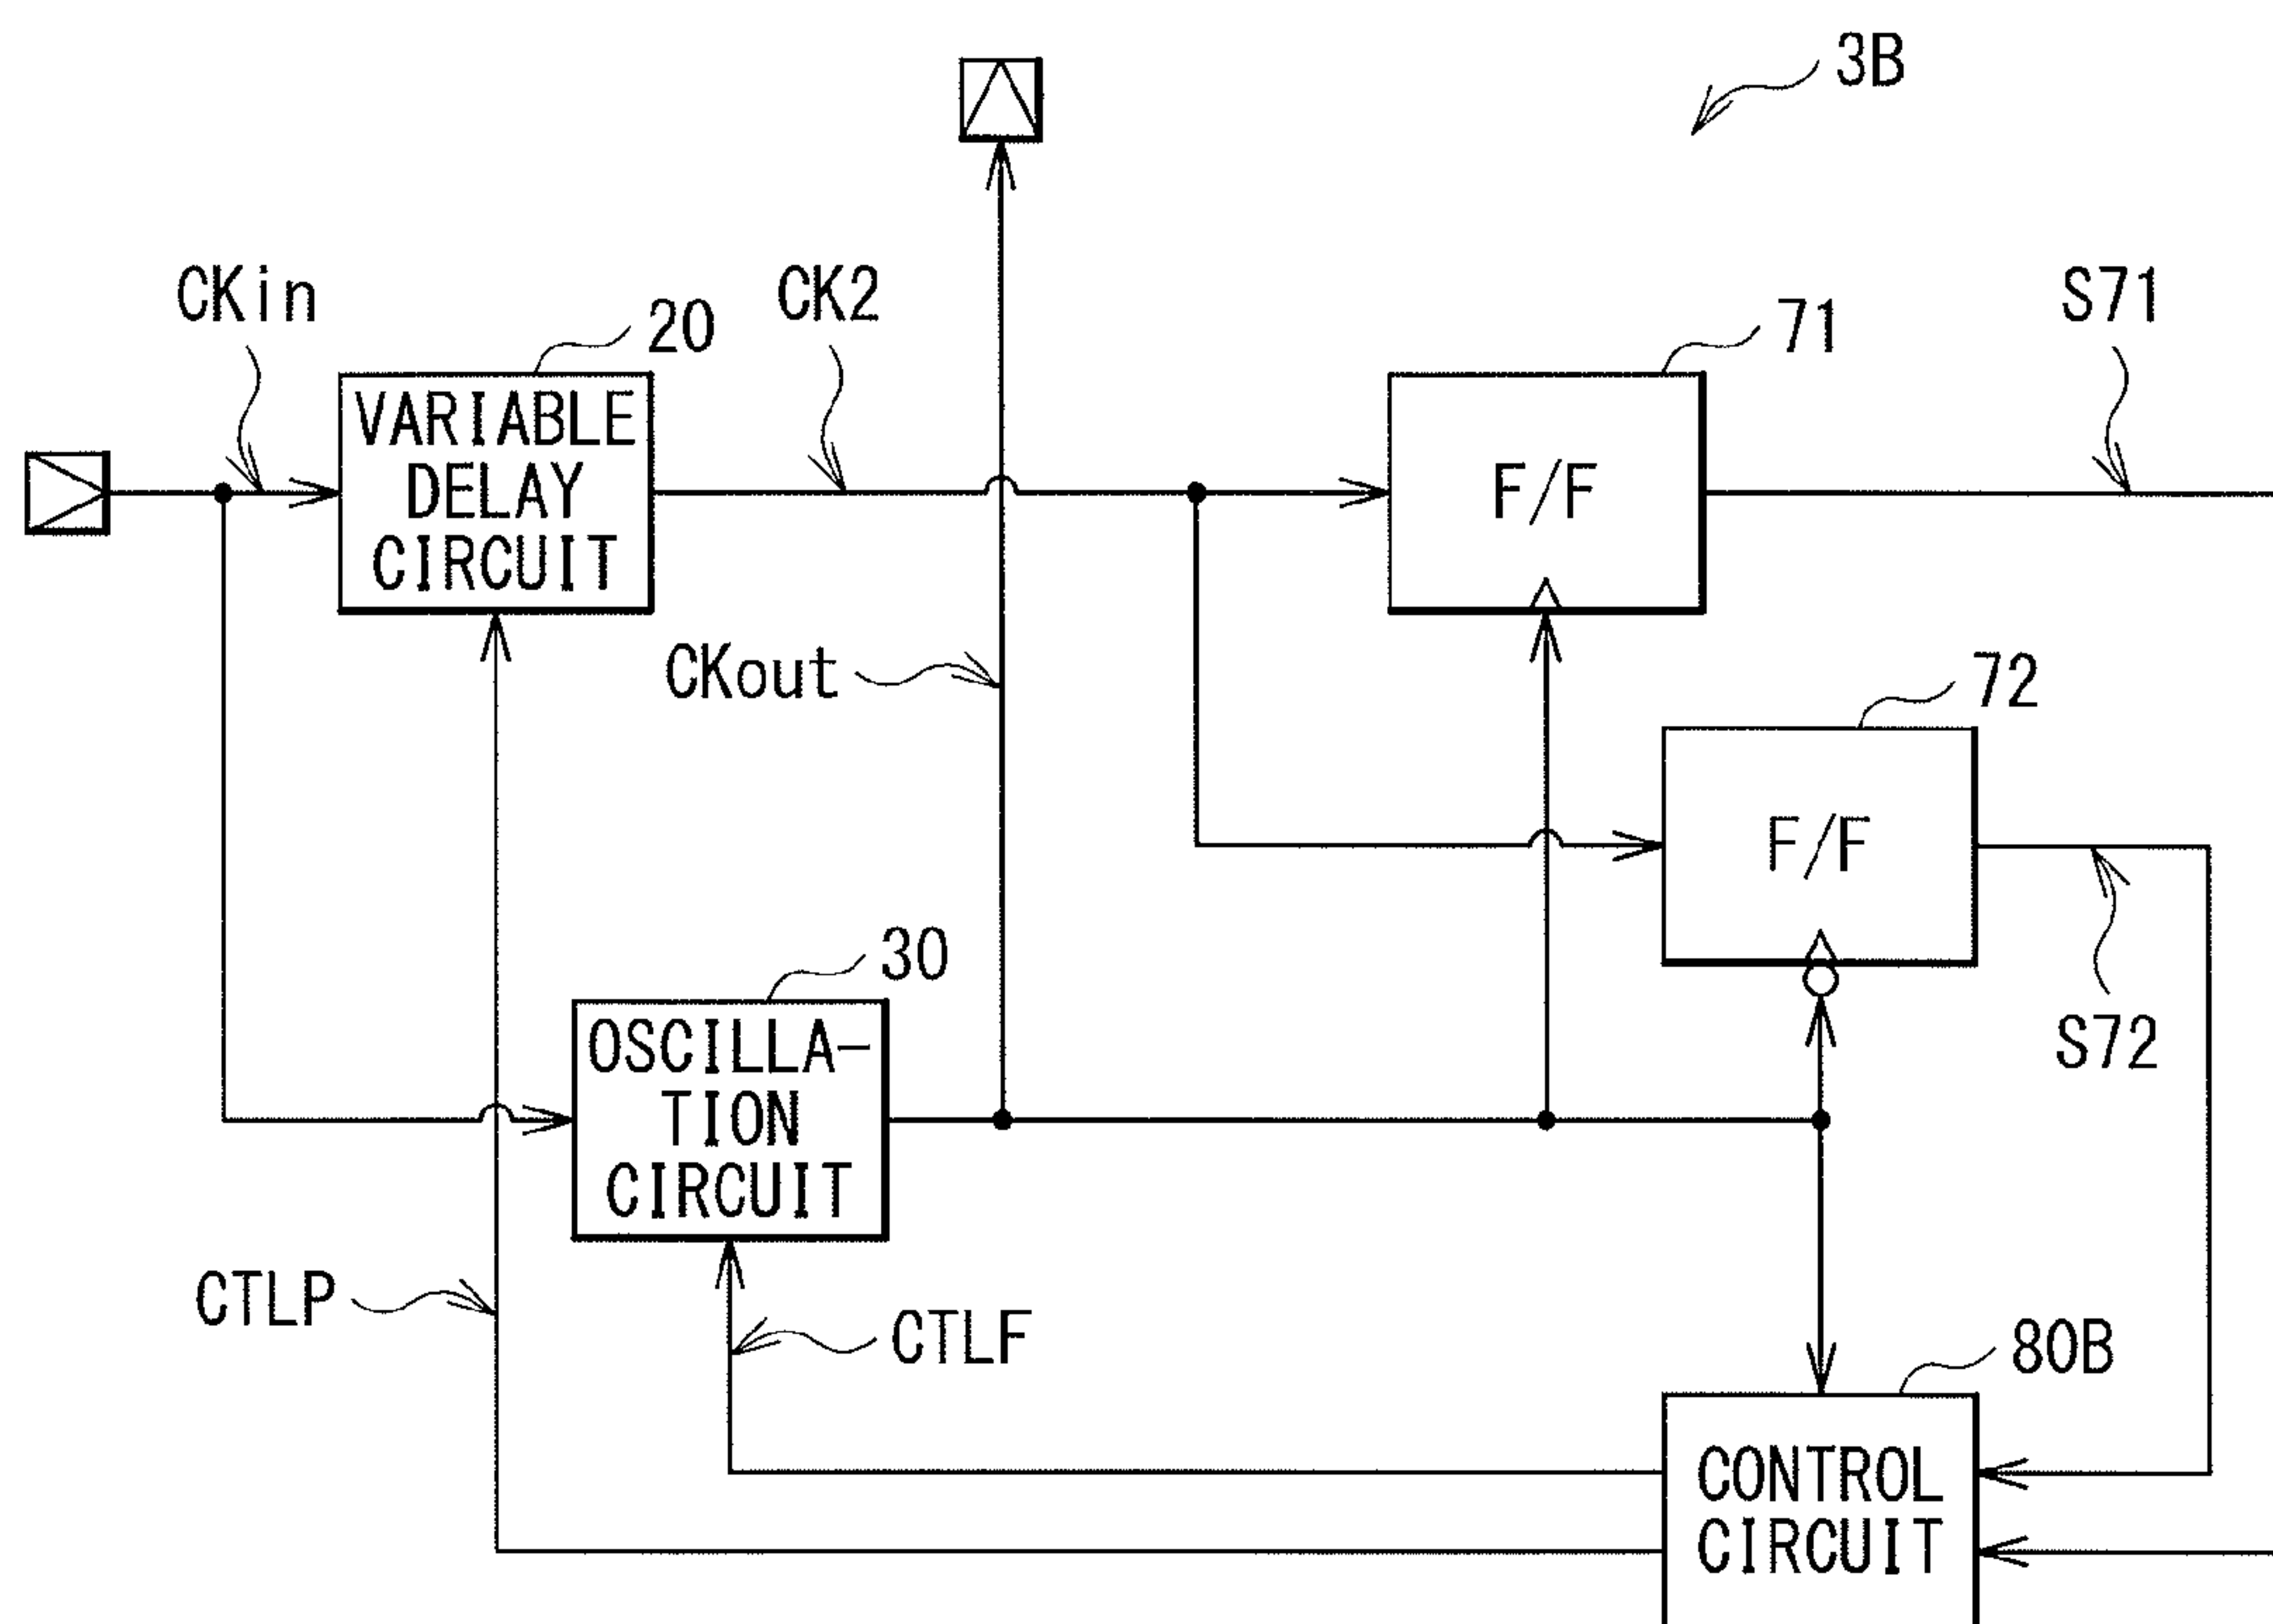 3B
CKin
20
CK2
71
S71
VARIABLE
DELAY
CIRCUIT
F/F
CKout
72
F/F
30
OSCILLA-
TION
CIRCUIT
S72
CTLP
CTLF
80B
CONTROL
CIRCUIT